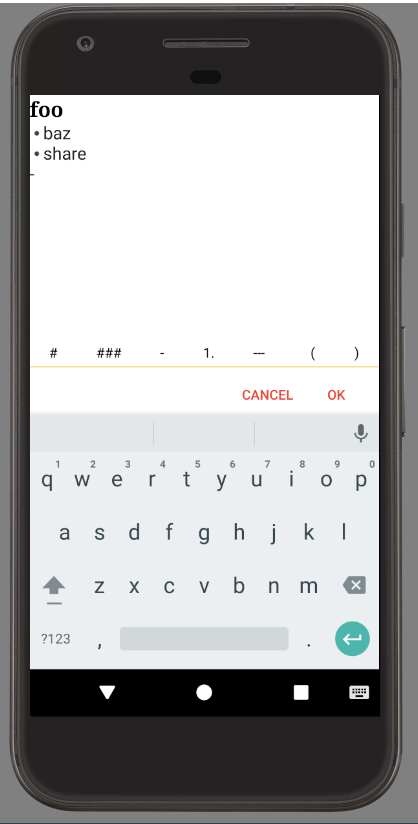 foo
• baz
• share
-
# ### - 1. --- ( )
CANCEL OK
1 2 3 4 5 6 7 8 9 0
q w e r t y u i o p
a s d f g h j k l
z x c v b n m
?123 , .